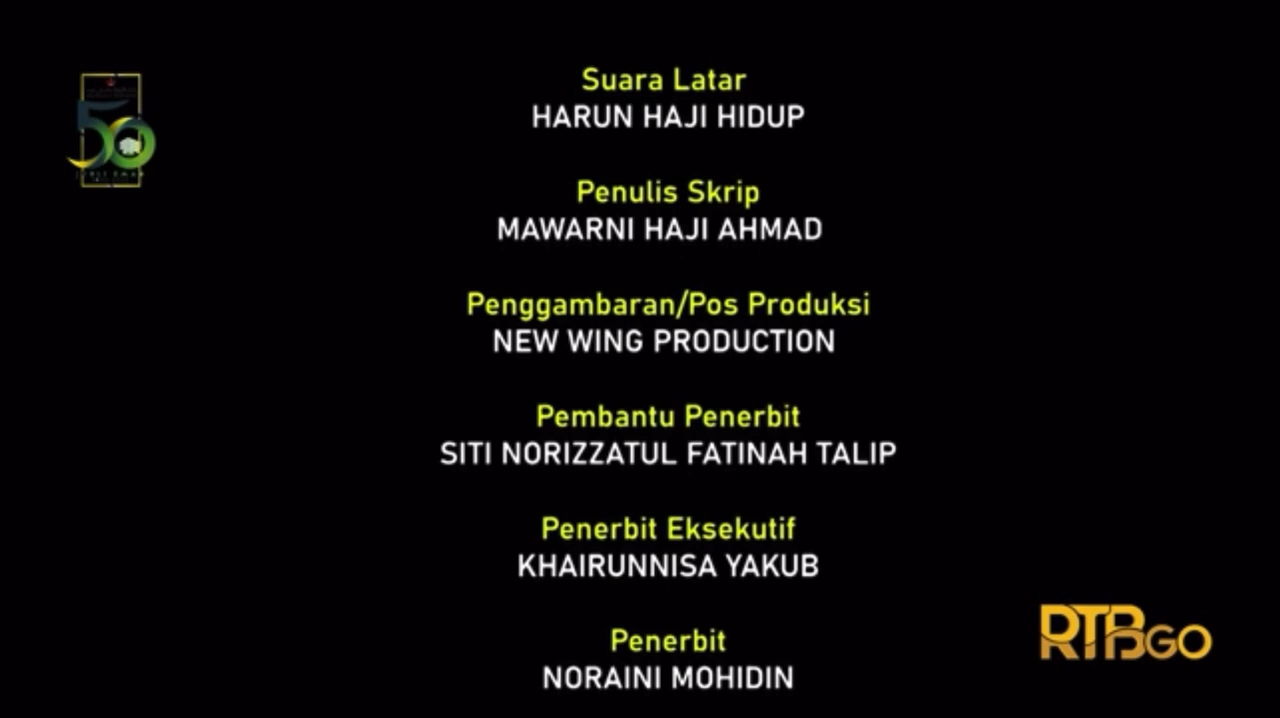 Suara Latar
HARUN HAJI HIDUP
Penulis Skrip
MAWARNI HAJI AHMAD
Penggambaran/Pos Produksi
NEW WING PRODUCTION
Pembantu Penerbit
SITI NORIZZATUL FATINAH TALIP
Penerbit Eksekutif
KHAIRUNNISA YAKUB
Penerbit
NORAINI MOHIDIN
50
RTBGO